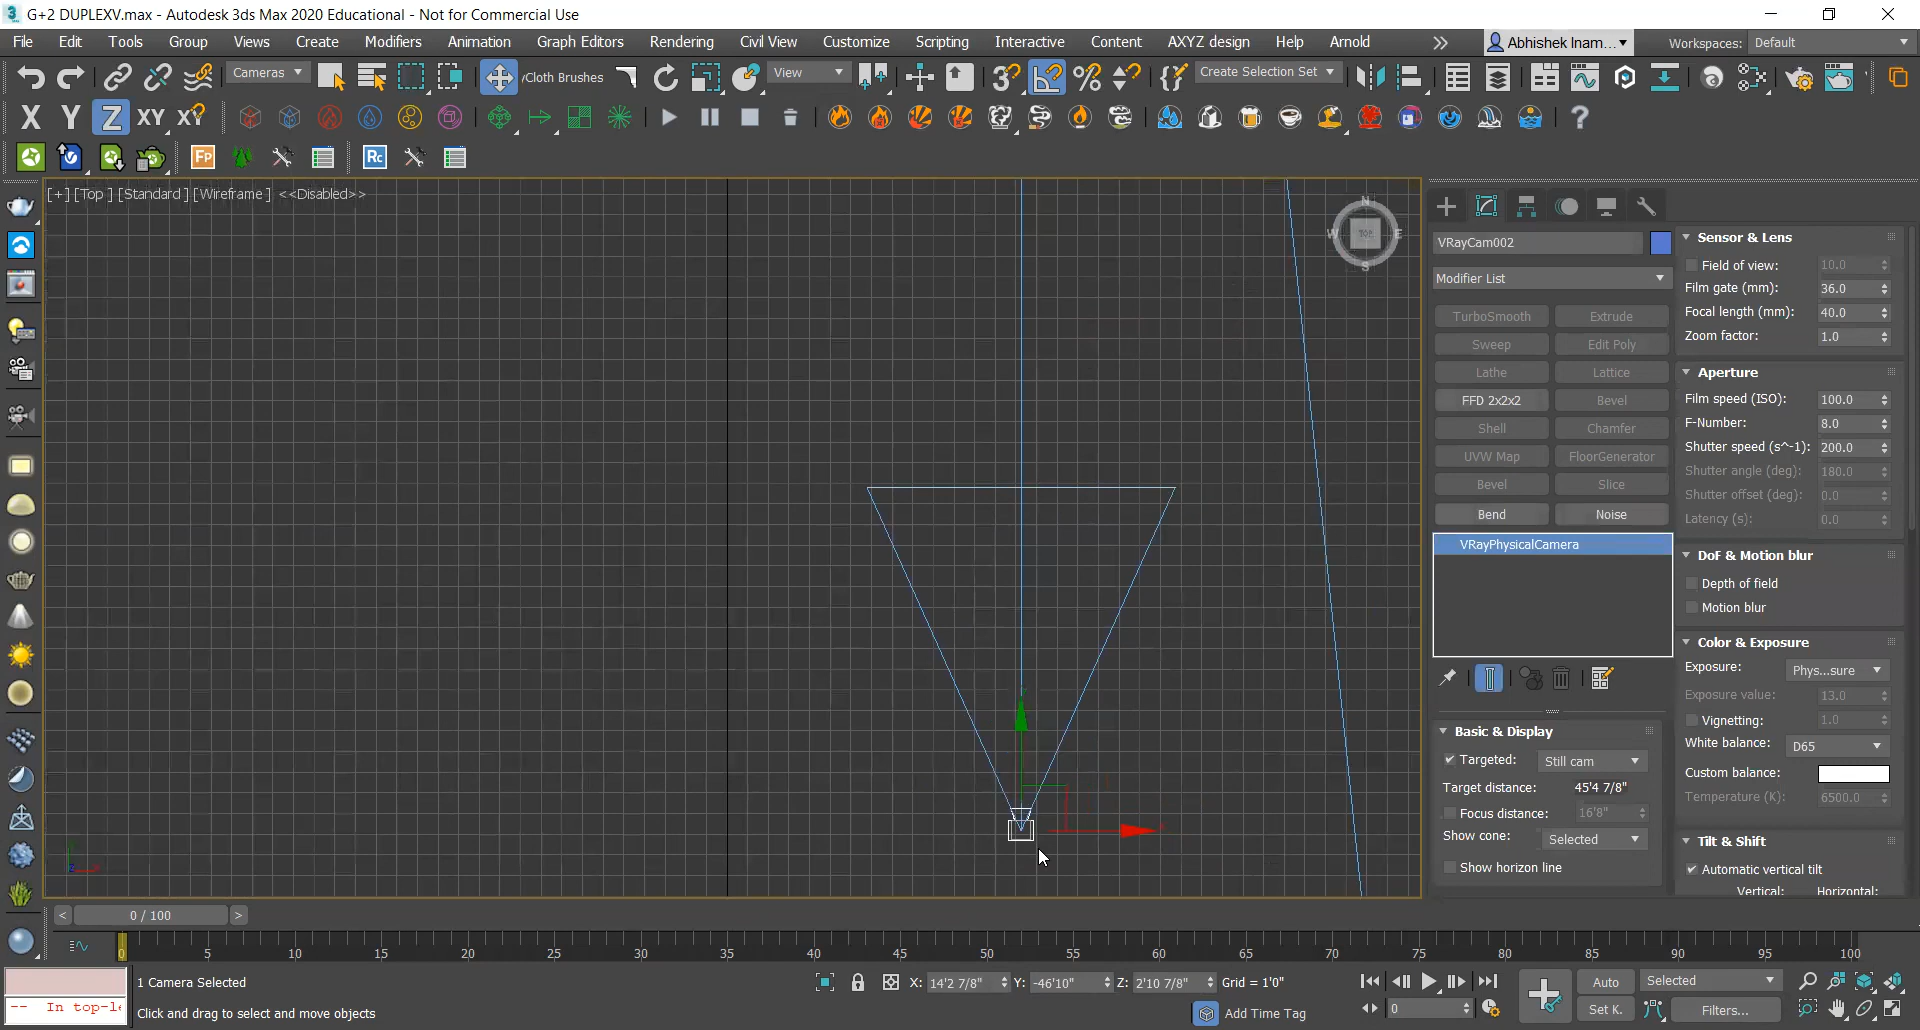 G+2 DUPLEXV.max - Autodesk 3ds Max 2020 Educational - Not for Commercial Use
File Edit Tools Group Views Create Modifiers Animation Graph Editors Rendering Civil View Customize Scripting Interactive Content AXYZ design Help Arnold » Abhishek Inam... Workspaces: Default
Cameras Cloth Brushes View Create Selection Set
X Y Z XY XY
Fp Rc
[+] [Top ] [Standard ] [Wireframe ] <<Disabled>>
N
W TOP E
S
VRayCam002
Modifier List
TurboSmooth Extrude
Sweep Edit Poly
Lathe Lattice
FFD 2x2x2 Bevel
Shell Chamfer
UVW Map FloorGenerator
Bevel Slice
Bend Noise
VRayPhysicalCamera
Basic & Display
Targeted: Still cam
Target distance: 45'4 7/8"
Focus distance: 16'8"
Show cone: Selected
Show horizon line
Sensor & Lens
Field of view: 10.0
Film gate (mm): 36.0
Focal length (mm): 40.0
Zoom factor: 1.0
Aperture
Film speed (ISO): 100.0
F-Number: 8.0
Shutter speed (s^-1): 200.0
Shutter angle (deg): 180.0
Shutter offset (deg): 0.0
Latency (s): 0.0
DoF & Motion blur
Depth of field
Motion blur
Color & Exposure
Exposure: Phys...sure
Exposure value: 13.0
Vignetting: 1.0
White balance: D65
Custom balance:
Temperature (K): 6500.0
Tilt & Shift
Automatic vertical tilt
Vertical: Horizontal:
< 0 / 100 >
0 5 10 15 20 25 30 35 40 45 50 55 60 65 70 75 80 85 90 95 100
1 Camera Selected X: 14'2 7/8" Y: -46'10" Z: 2'10 7/8" Grid = 1'0" Auto Selected
-- In top-le Click and drag to select and move objects Add Time Tag 0 Set K. Filters...